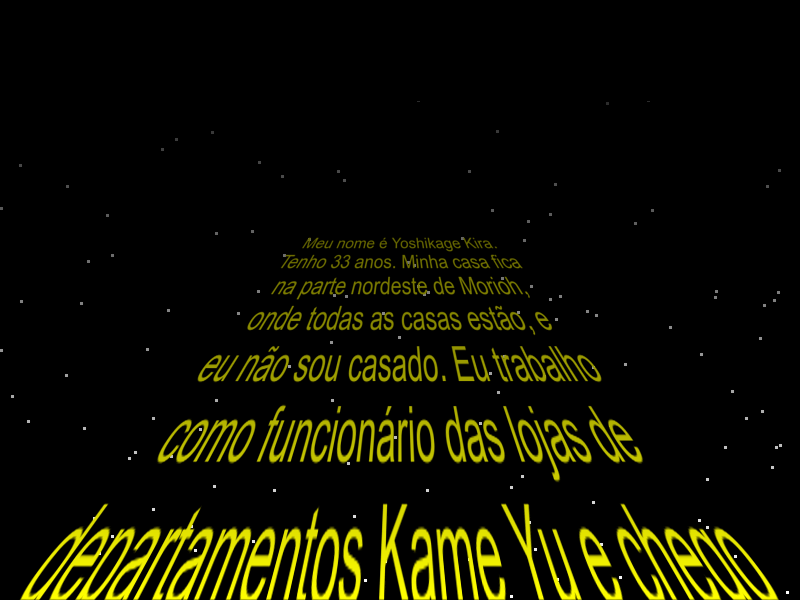 Meu nome é Yoshikage Kira.
Tenho 33 anos. Minha casa fica
na parte nordeste de Morioh,
onde todas as casas estão, e
eu não sou casado. Eu trabalho
como funcionário das lojas de
departamentos Kame Yu e chego